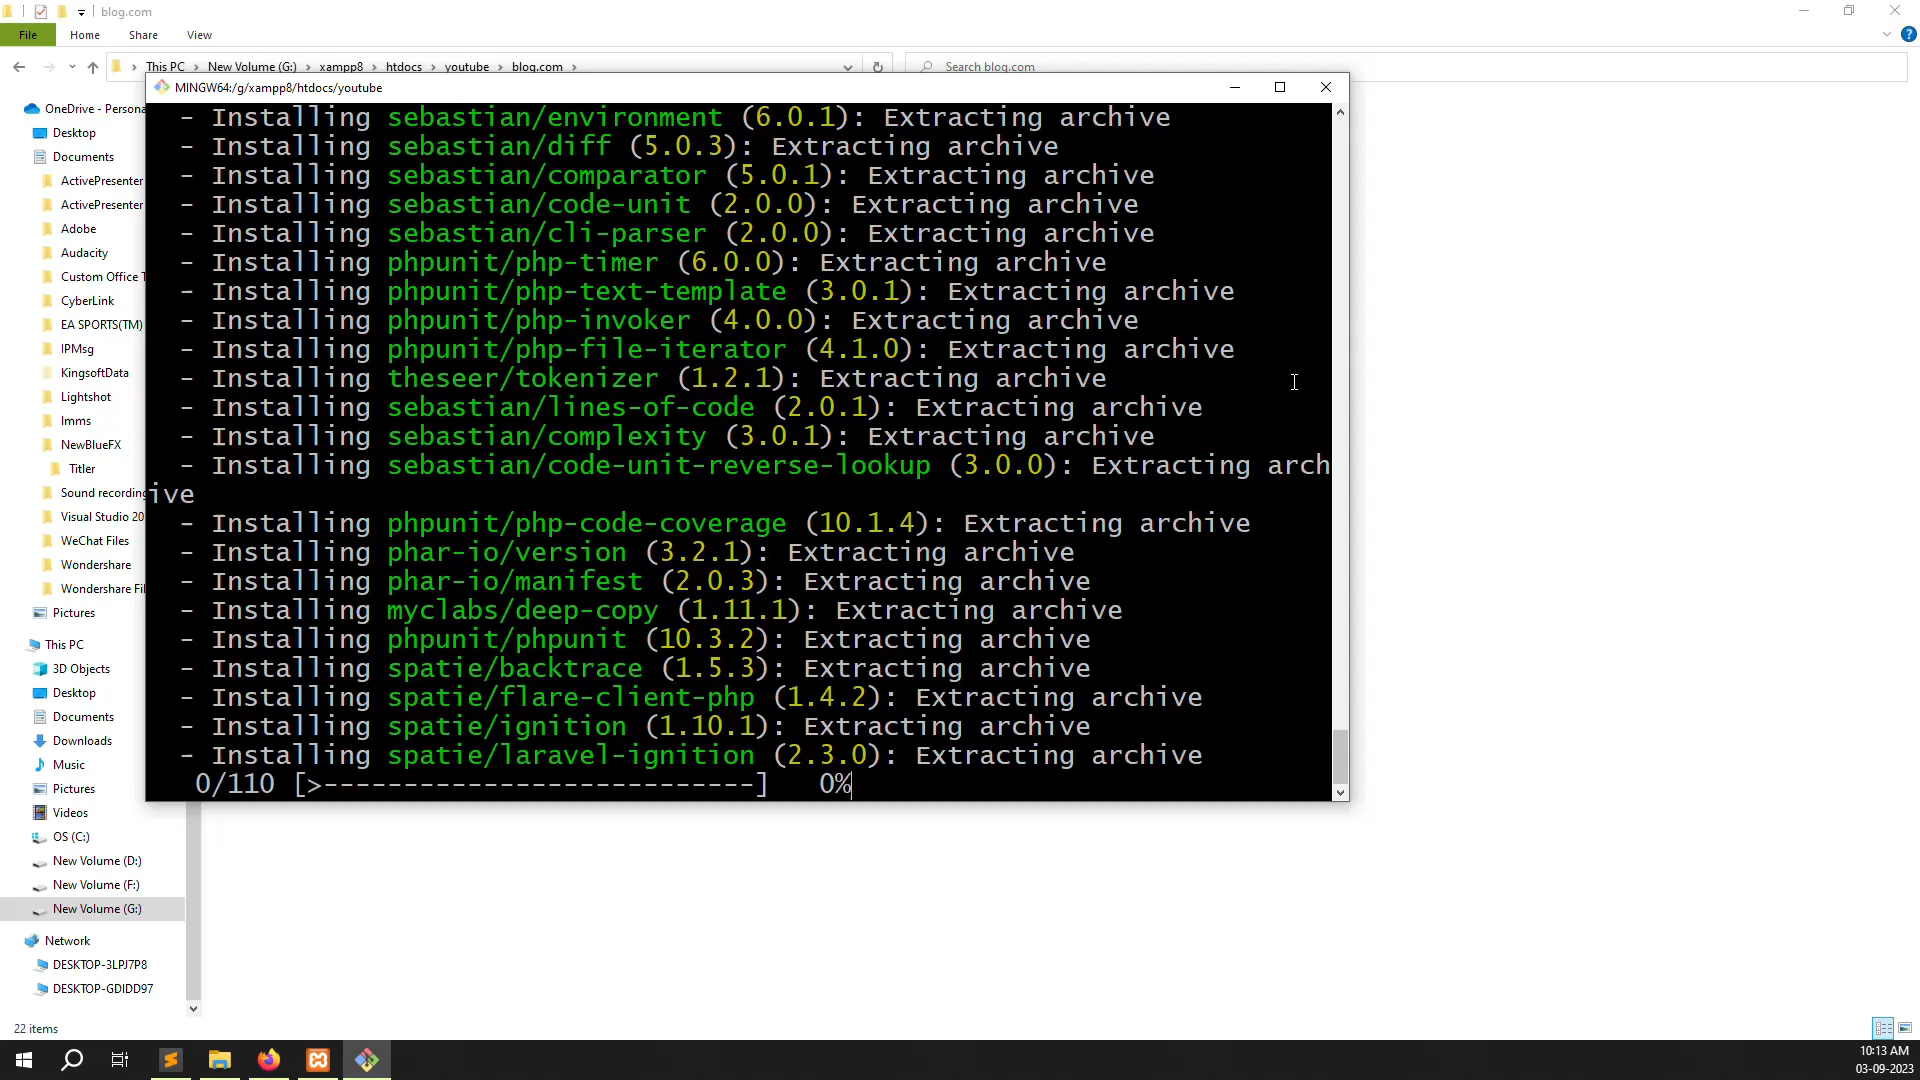 blog.com
File Home Share View
This PC New Volume (G:) xampp8 htdocs youtube blog.com
Search blog.com
MINGW64:/g/xampp8/htdocs/youtube
- Installing sebastian/environment (6.0.1): Extracting archive
- Installing sebastian/diff (5.0.3): Extracting archive
- Installing sebastian/comparator (5.0.1): Extracting archive
- Installing sebastian/code-unit (2.0.0): Extracting archive
- Installing sebastian/cli-parser (2.0.0): Extracting archive
- Installing phpunit/php-timer (6.0.0): Extracting archive
- Installing phpunit/php-text-template (3.0.1): Extracting archive
- Installing phpunit/php-invoker (4.0.0): Extracting archive
- Installing phpunit/php-file-iterator (4.1.0): Extracting archive
- Installing theseer/tokenizer (1.2.1): Extracting archive
- Installing sebastian/lines-of-code (2.0.1): Extracting archive
- Installing sebastian/complexity (3.0.1): Extracting archive
- Installing sebastian/code-unit-reverse-lookup (3.0.0): Extracting arch
ive
- Installing phpunit/php-code-coverage (10.1.4): Extracting archive
- Installing phar-io/version (3.2.1): Extracting archive
- Installing phar-io/manifest (2.0.3): Extracting archive
- Installing myclabs/deep-copy (1.11.1): Extracting archive
- Installing phpunit/phpunit (10.3.2): Extracting archive
- Installing spatie/backtrace (1.5.3): Extracting archive
- Installing spatie/flare-client-php (1.4.2): Extracting archive
- Installing spatie/ignition (1.10.1): Extracting archive
- Installing spatie/laravel-ignition (2.3.0): Extracting archive
0/110 [>---------------------------] 0%
OneDrive - Persona
Desktop
Documents
ActivePresenter
ActivePresenter
Adobe
Audacity
Custom Office T
CyberLink
EA SPORTS(TM)
IPMsg
KingsoftData
Lightshot
lmms
NewBlueFX
Titler
Sound recording
Visual Studio 20
WeChat Files
Wondershare
Wondershare Fil
Pictures
This PC
3D Objects
Desktop
Documents
Downloads
Music
Pictures
Videos
OS (C:)
New Volume (D:)
New Volume (F:)
New Volume (G:)
Network
DESKTOP-3LPJ7P8
DESKTOP-GDIDD97
22 items
10:13 AM
03-09-2023